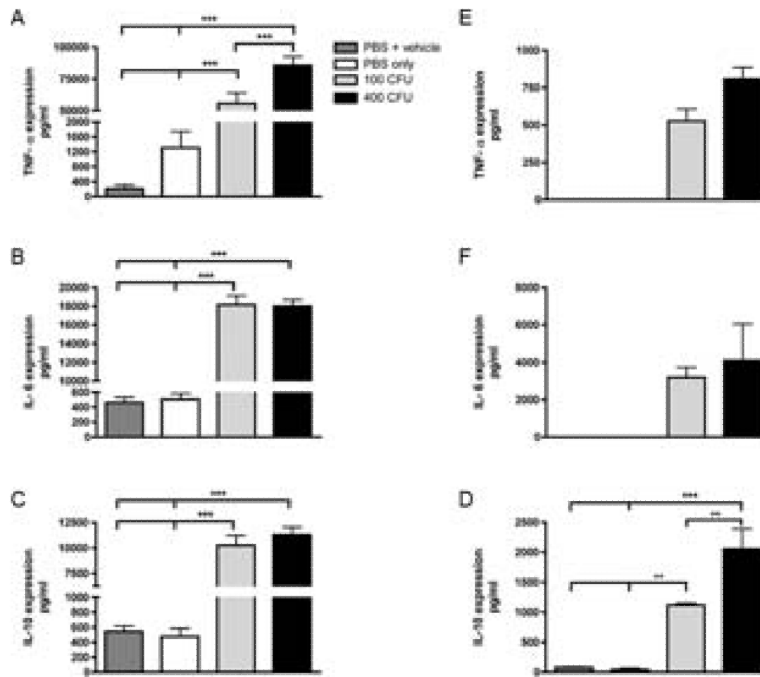 A
TNF- α expression
pg/ml
100000
75000
50000
2000
1600
1200
800
400
0
***
***
***
PBS + vehicle
PBS only
100 CFU
400 CFU
E
TNF- α expression
pg/ml
1000
750
500
250
0
B
IL- 6 expression
pg/ml
20000
18000
16000
14000
12000
10000
600
400
200
0
***
***
F
IL- 6 expression
pg/ml
8000
6000
4000
2000
0
C
IL-10 expression
pg/ml
12500
10000
7500
800
600
400
200
0
***
***
D
IL-10 expression
pg/ml
2500
2000
1500
1000
500
0
***
**
**